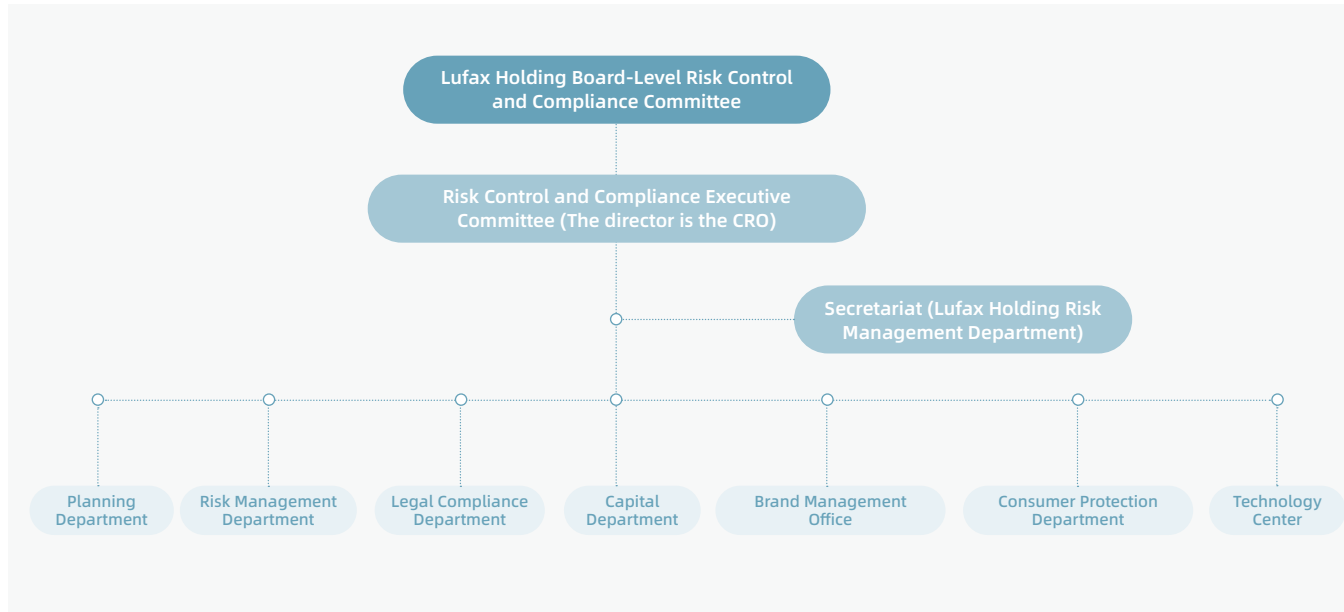 Lufax Holding Board-Level Risk Control
and Compliance Committee
Risk Control and Compliance Executive
Committee (The director is the CRO)
Secretariat (Lufax Holding Risk
Management Department)
Planning
Department
Risk Management
Department
Legal Compliance
Department
Capital
Department
Brand Management
Office
Consumer Protection
Department
Technology
Center